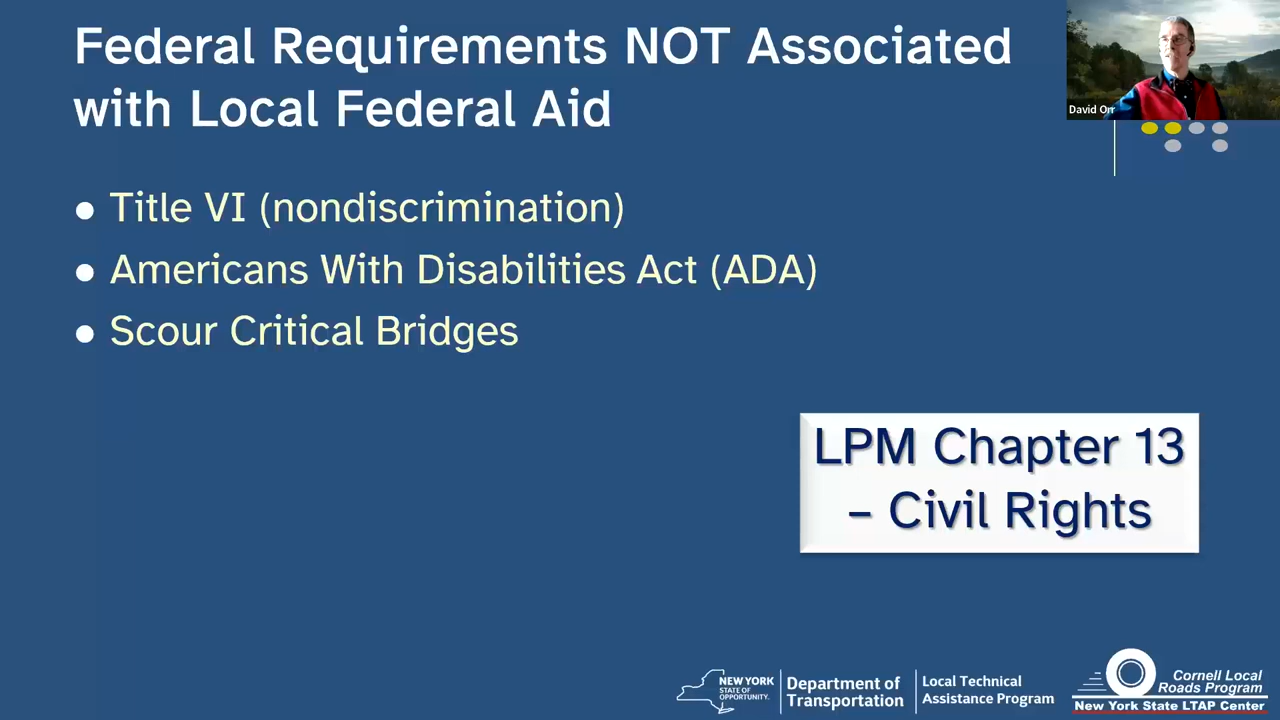 Federal Requirements NOT Associated
with Local Federal Aid
David Orr
• Title VI (nondiscrimination)
• Americans With Disabilities Act (ADA)
• Scour Critical Bridges
LPM Chapter 13
– Civil Rights
NEW YORK
STATE OF
OPPORTUNITY.
Department of
Transportation
Local Technical
Assistance Program
Cornell Local
Roads Program
New York State LTAP Center